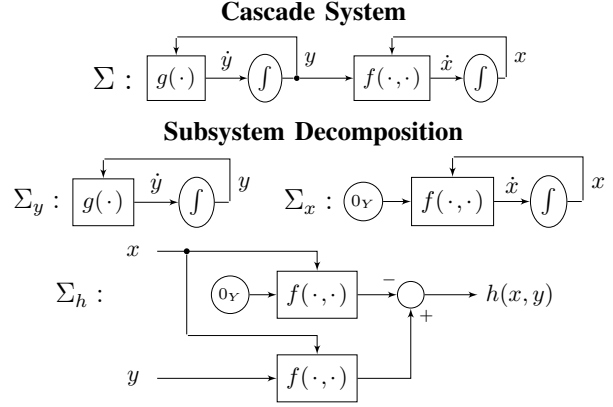 Cascade System
Σ : g(·) ẏ ∫ y f(·,·) ẋ ∫ x
Subsystem Decomposition
Σ_y : g(·) ẏ ∫ y Σ_x : 0_Y f(·,·) ẋ ∫ x
x
Σ_h : 0_Y f(·,·) − + h(x, y)
y f(·,·)